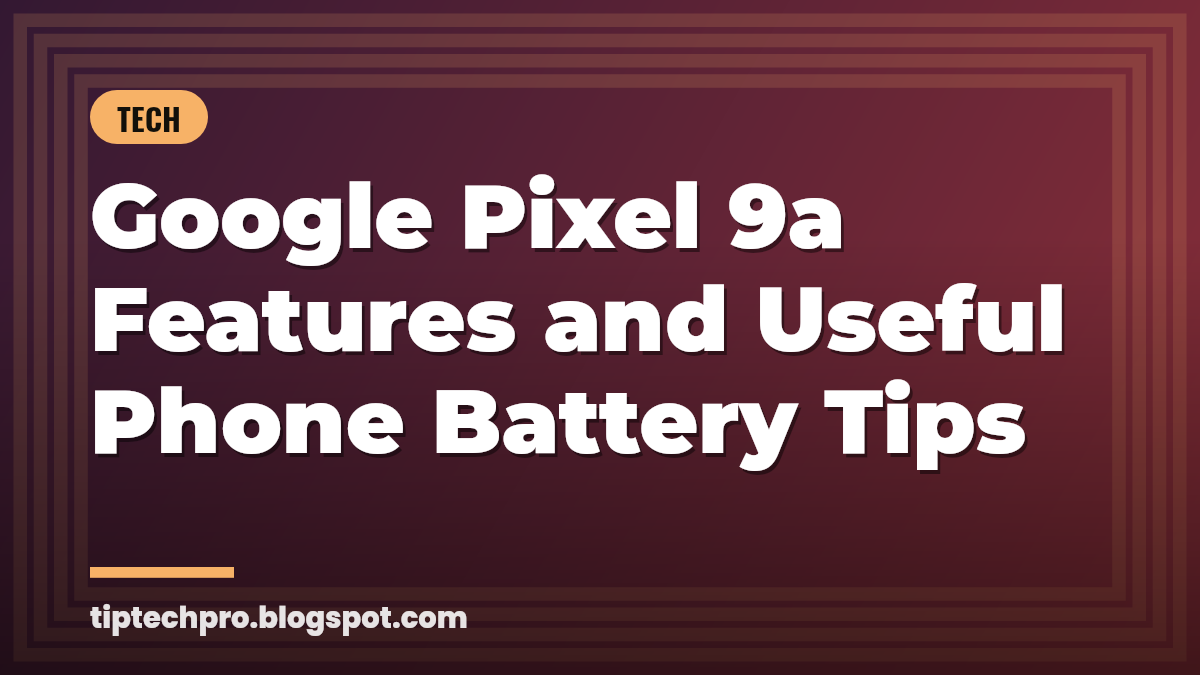 TECH
Google Pixel 9a
Features and Useful
Phone Battery Tips
tiptechpro.blogspot.com